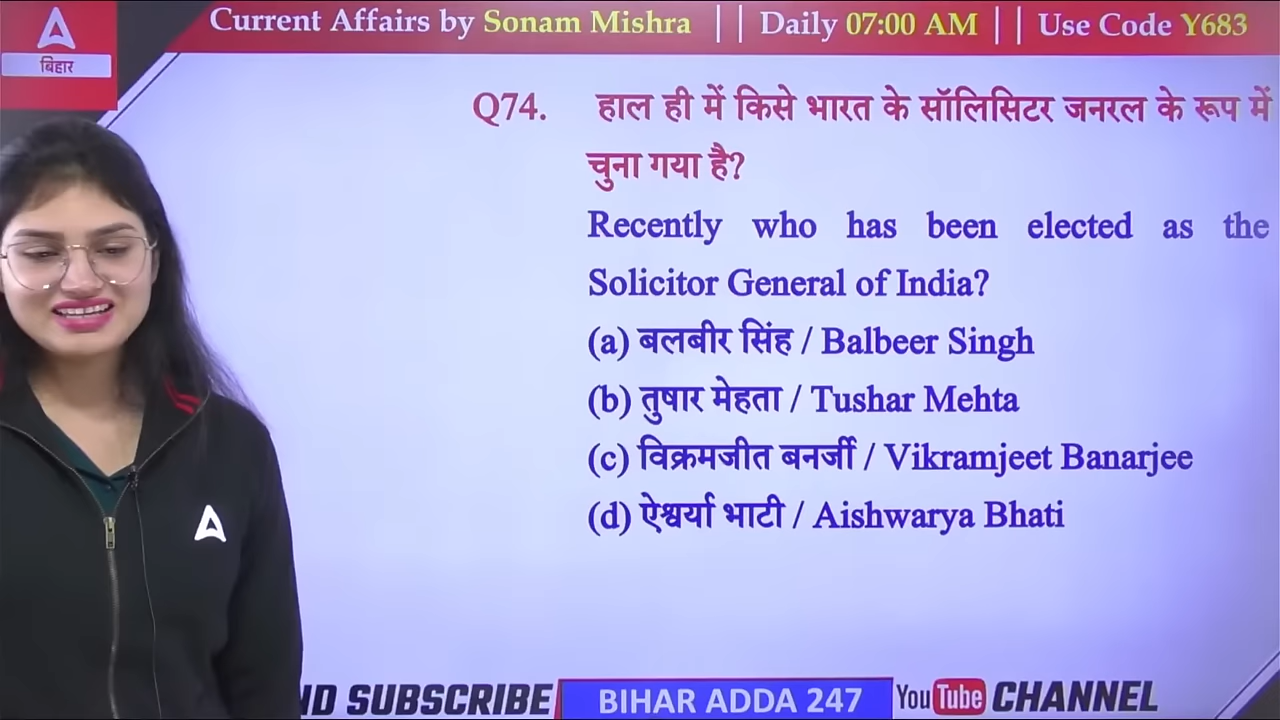 Current Affairs by Sonam Mishra || Daily 07:00 AM || Use Code Y683
बिहार
Q74. हाल ही में किसे भारत के सॉलिसिटर जनरल के रूप में
चुना गया है?
Recently who has been elected as the
Solicitor General of India?
(a) बलबीर सिंह / Balbeer Singh
(b) तुषार मेहता / Tushar Mehta
(c) विक्रमजीत बनर्जी / Vikramjeet Banarjee
(d) ऐश्वर्या भाटी / Aishwarya Bhati
SUBSCRIBE BIHAR ADDA 247 YouTube CHANNEL